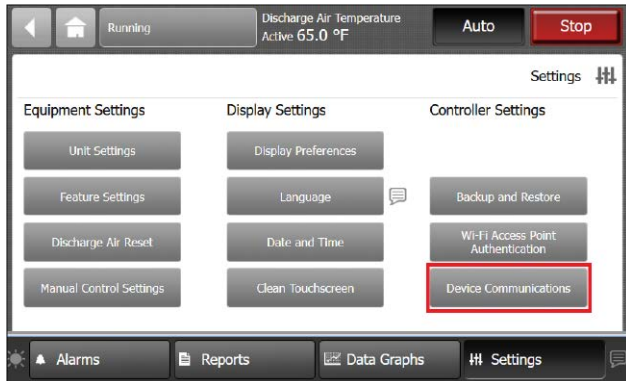 Running
Discharge Air Temperature
Active 65.0 °F
Auto
Stop
Settings
Equipment Settings
Display Settings
Controller Settings
Unit Settings
Display Preferences
Feature Settings
Language
Backup and Restore
Discharge Air Reset
Date and Time
Wi-Fi Access Point
Authentication
Manual Control Settings
Clean Touchscreen
Device Communications
Alarms
Reports
Data Graphs
Settings